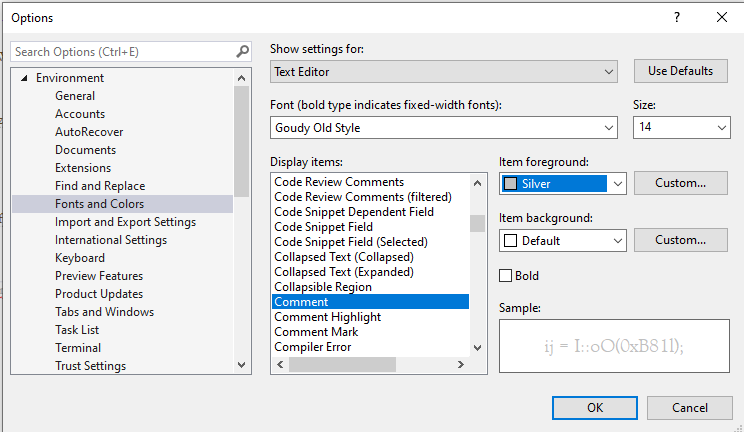 Options
Search Options (Ctrl+E)
Environment
General
Accounts
AutoRecover
Documents
Extensions
Find and Replace
Fonts and Colors
Import and Export Settings
International Settings
Keyboard
Preview Features
Product Updates
Tabs and Windows
Task List
Terminal
Trust Settings
Show settings for:
Text Editor
Use Defaults
Font (bold type indicates fixed-width fonts):
Size:
Goudy Old Style
14
Display items:
Code Review Comments
Code Review Comments (filtered)
Code Snippet Dependent Field
Code Snippet Field
Code Snippet Field (Selected)
Collapsed Text (Collapsed)
Collapsed Text (Expanded)
Collapsible Region
Comment
Comment Highlight
Comment Mark
Compiler Error
Item foreground:
Silver
Custom...
Item background:
Default
Custom...
Bold
Sample:
ij = I::oO(0xB81l);
OK
Cancel